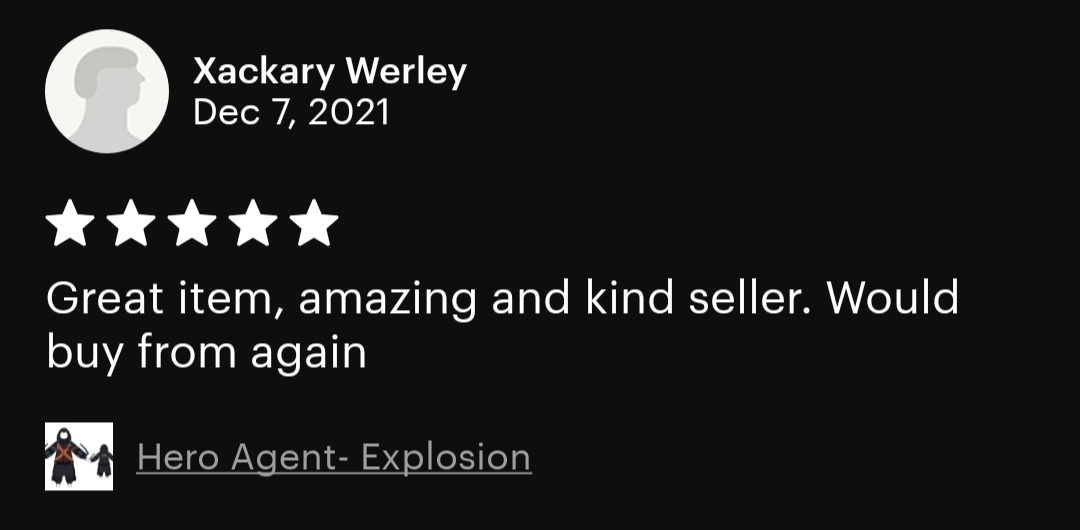 Xackary Werley
Dec 7, 2021
Great item, amazing and kind seller. Would
buy from again
Hero Agent- Explosion